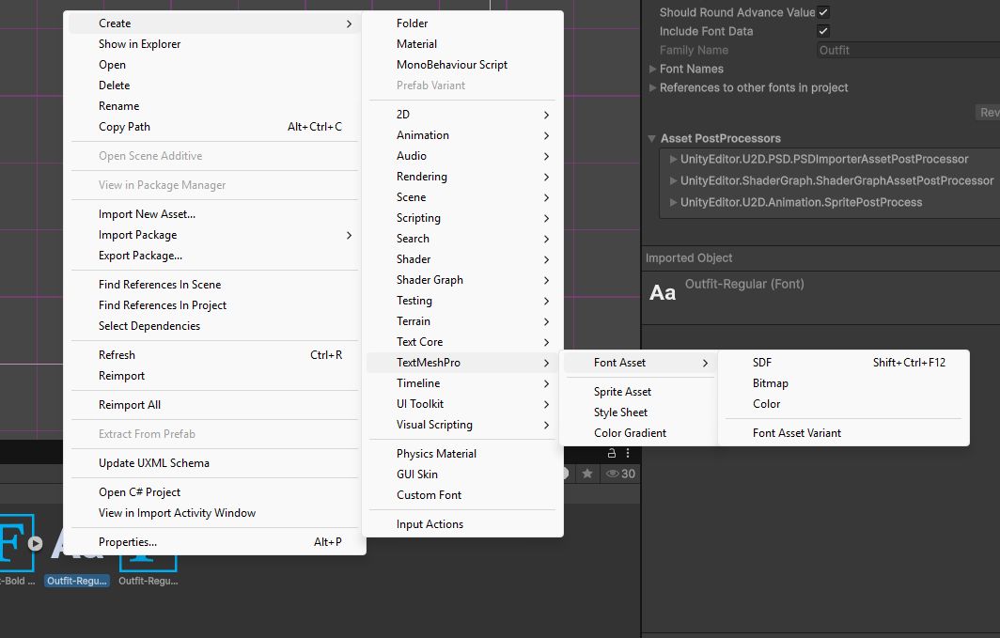 Create
Show in Explorer
Open
Delete
Rename
Copy Path Alt+Ctrl+C
Open Scene Additive
View in Package Manager
Import New Asset...
Import Package
Export Package...
Find References In Scene
Find References In Project
Select Dependencies
Refresh Ctrl+R
Reimport
Reimport All
Extract From Prefab
Update UXML Schema
Open C# Project
View in Import Activity Window
Properties... Alt+P
Folder
Material
MonoBehaviour Script
Prefab Variant
2D
Animation
Audio
Rendering
Scene
Scripting
Search
Shader
Shader Graph
Testing
Terrain
Text Core
TextMeshPro
Timeline
UI Toolkit
Visual Scripting
Physics Material
GUI Skin
Custom Font
Input Actions
Font Asset
Sprite Asset
Style Sheet
Color Gradient
SDF Shift+Ctrl+F12
Bitmap
Color
Font Asset Variant
Should Round Advance Value
Include Font Data
Family Name Outfit
Font Names
References to other fonts in project
Rev
Asset PostProcessors
UnityEditor.U2D.PSD.PSDImporterAssetPostProcessor
UnityEditor.ShaderGraph.ShaderGraphAssetPostProcessor
UnityEditor.U2D.Animation.SpritePostProcess
Imported Object
Aa Outfit-Regular (Font)
30
t-Bold ...
Outfit-Regu...
Outfit-Regu...